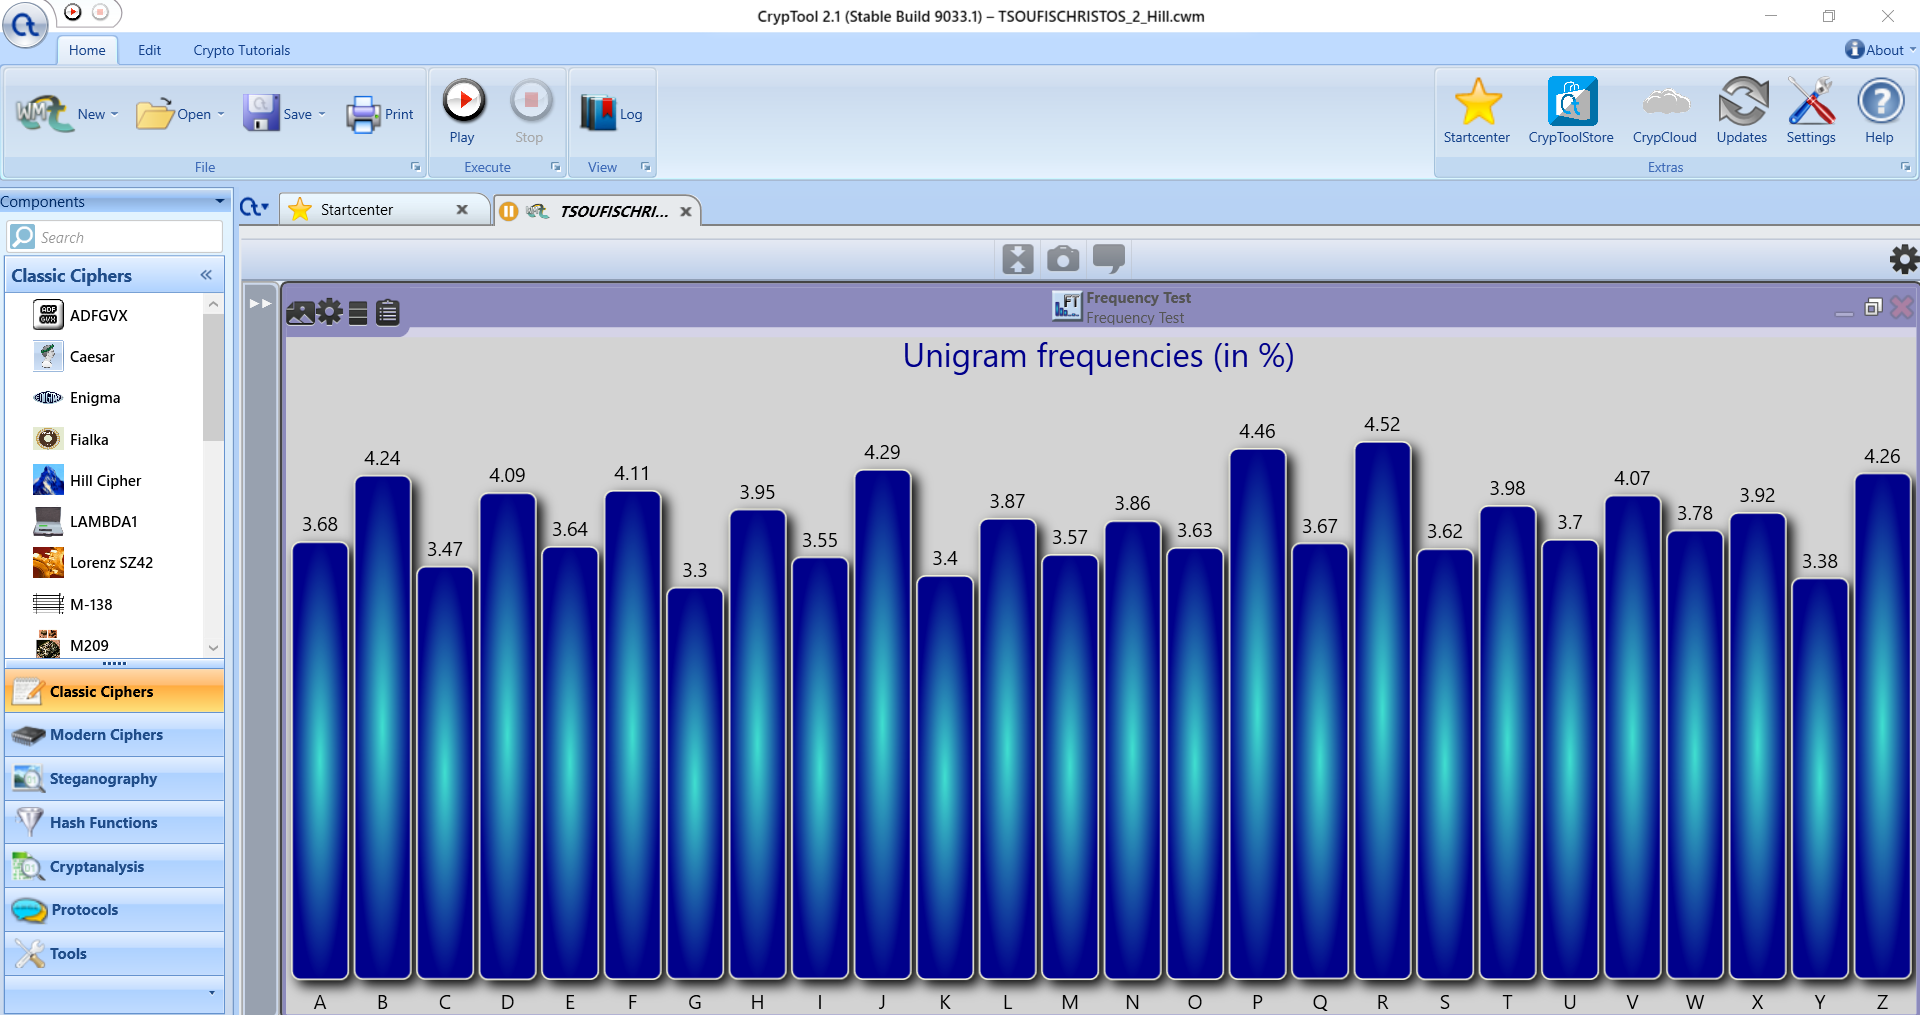 CrypTool 2.1 (Stable Build 9033.1) – TSOUFISCHRISTOS_2_Hill.cwm
Home Edit Crypto Tutorials About
New Open Save Print Play Stop Log Startcenter CrypToolStore CrypCloud Updates Settings Help
File Execute View Extras
Components
Startcenter TSOUFISCHRI...
Search
Classic Ciphers
ADFGVX
Caesar
Enigma
Fialka
Hill Cipher
LAMBDA1
Lorenz SZ42
M-138
M209
Classic Ciphers
Modern Ciphers
Steganography
Hash Functions
Cryptanalysis
Protocols
Tools
Frequency Test
Frequency Test
Unigram frequencies (in %)
3.68 4.24 3.47 4.09 3.64 4.11 3.3 3.95 3.55 4.29 3.4 3.87 3.57 3.86 3.63 4.46 3.67 4.52 3.62 3.98 3.7 4.07 3.78 3.92 3.38 4.26
A B C D E F G H I J K L M N O P Q R S T U V W X Y Z